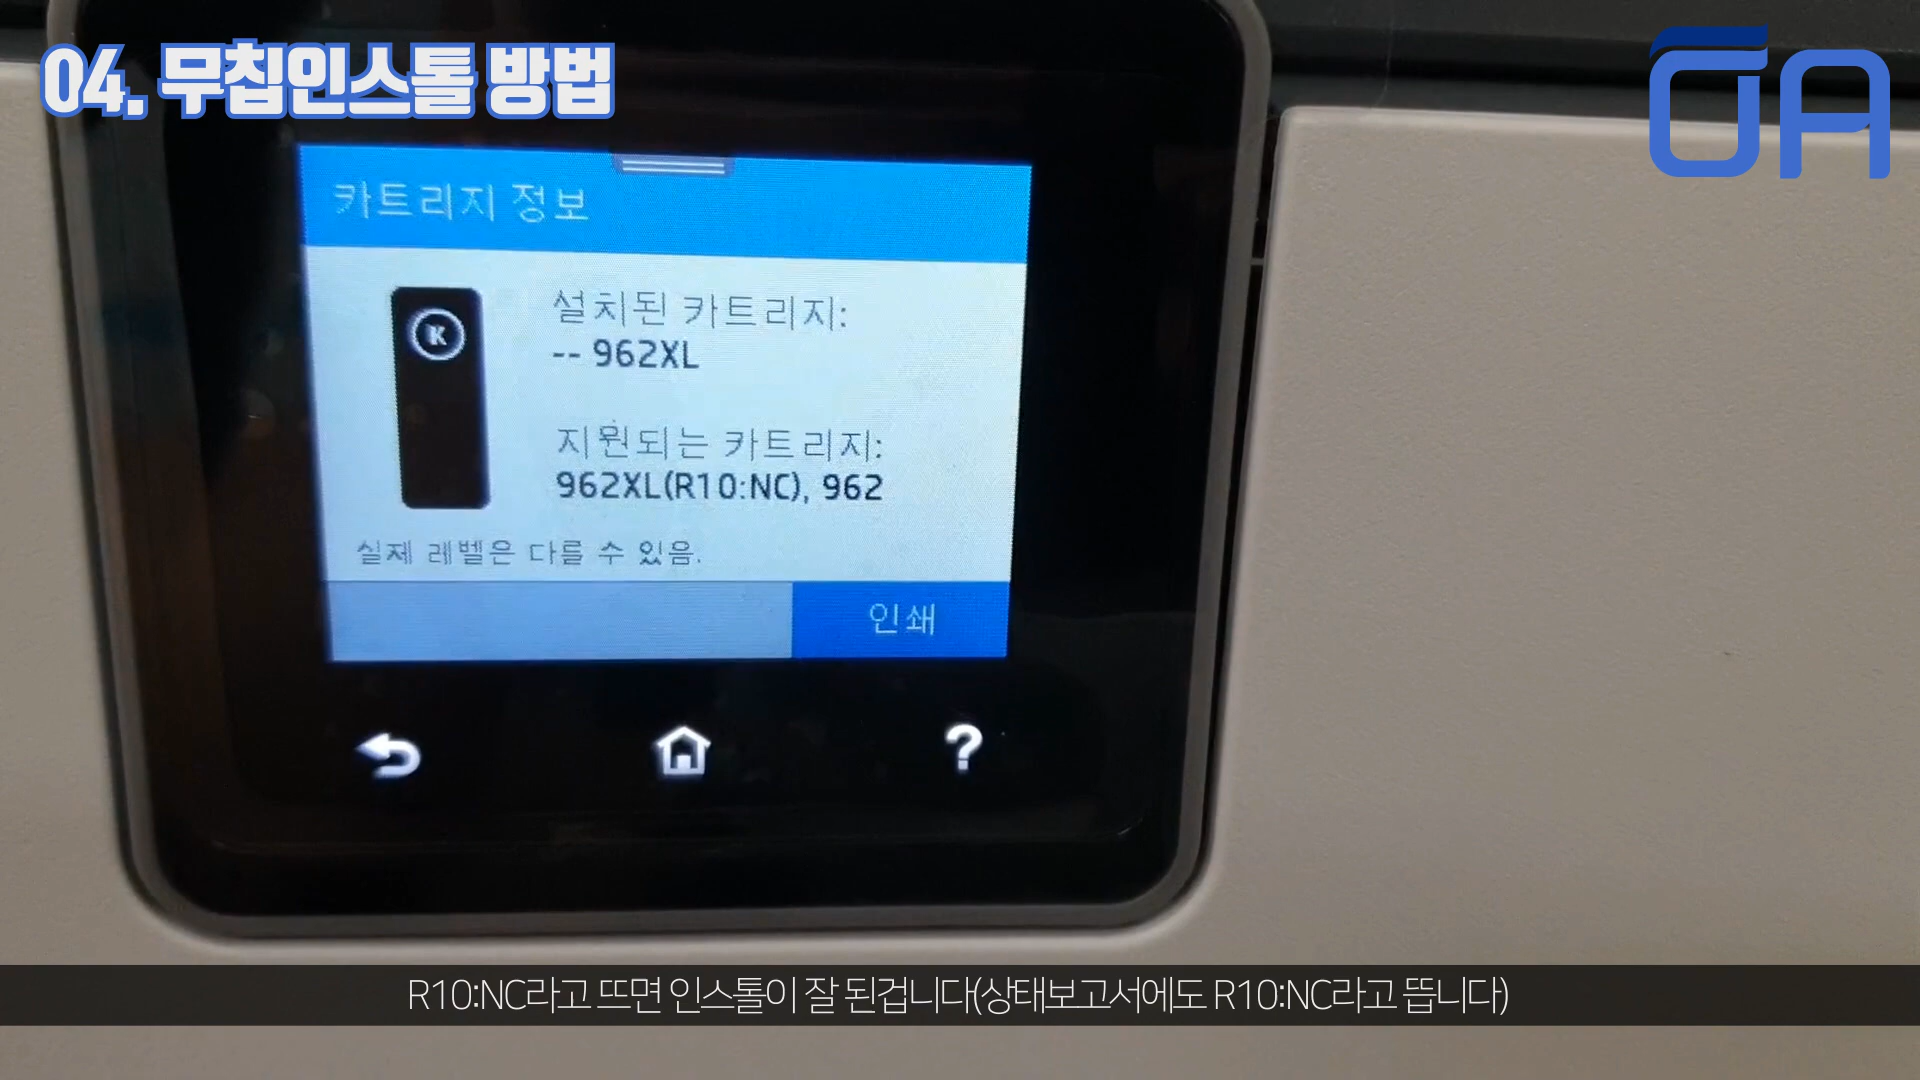 04. 무칩인스톨 방법
OA
카트리지 정보
K
설치된 카트리지:
-- 962XL
지원되는 카트리지:
962XL(R10:NC), 962
실제 레벨은 다를 수 있음.
인쇄
?
R10:NC라고 뜨면 인스톨이 잘 된겁니다(상태보고서에도 R10:NC라고 뜹니다)